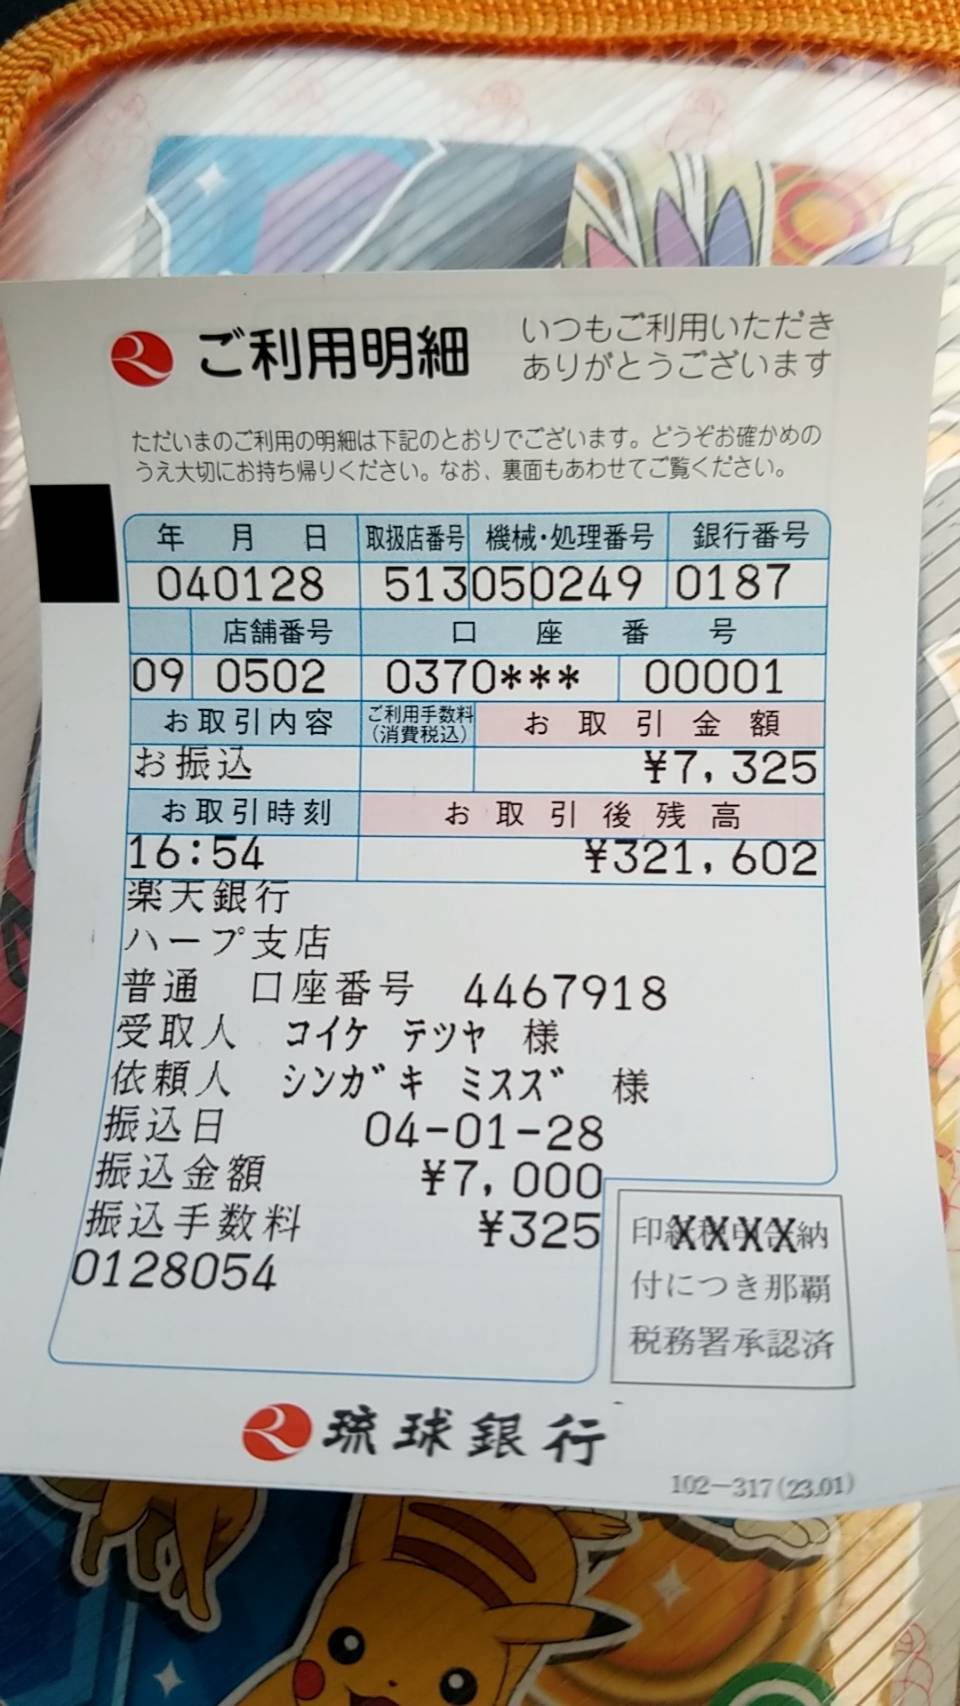 ご利用明細
いつもご利用いただき
ありがとうございます
ただいまのご利用の明細は下記のとおりでございます。どうぞお確かめの
うえ大切にお持ち帰りください。なお、裏面もあわせてご覧ください。
年 月 日 取扱店番号 機械・処理番号 銀行番号
040128 513 050 0249 0187
店舗番号 口座番号
09 0502 0370*** 00001
お取引内容 ご利用手数料(消費税込) お取引金額
お振込 ¥7,325
お取引時刻 お取引後残高
16:54 ¥321,602
楽天銀行
ハープ支店
普通 口座番号 4467918
受取人 コイケ テツヤ 様
依頼人 シンガキ ミスズ 様
振込日 04-01-28
振込金額 ¥7,000
振込手数料 ¥325
0128054
印紙税申告納
XXXX
付につき那覇
税務署承認済
琉球銀行
102-317(23.01)